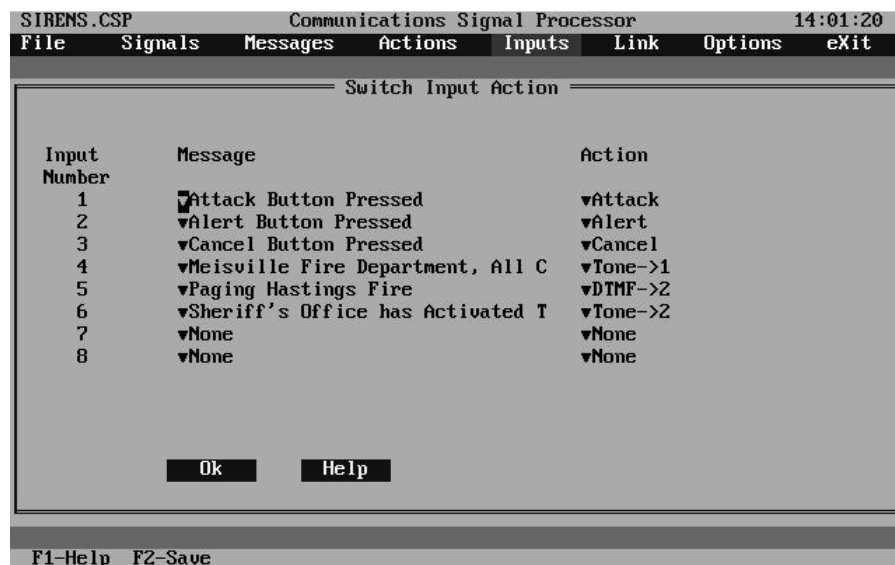 SIRENS.CSP Communications Signal Processor 14:01:20
File Signals Messages Actions Inputs Link Options eXit
Switch Input Action
Input Message Action
Number
1 ▼Attack Button Pressed ▼Attack
2 ▼Alert Button Pressed ▼Alert
3 ▼Cancel Button Pressed ▼Cancel
4 ▼Meisville Fire Department, All C ▼Tone->1
5 ▼Paging Hastings Fire ▼DTMF->2
6 ▼Sheriff's Office has Activated T ▼Tone->2
7 ▼None ▼None
8 ▼None ▼None
Ok Help
F1-Help F2-Save